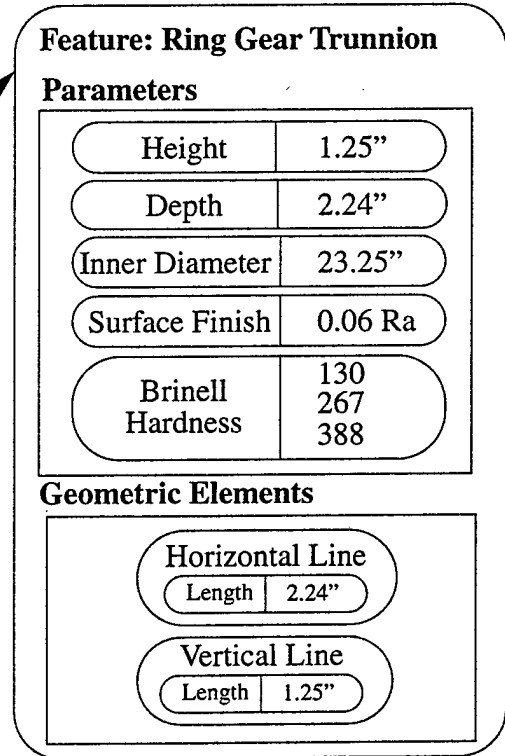 Feature: Ring Gear Trunnion
Parameters
Height 1.25”
Depth 2.24”
Inner Diameter 23.25”
Surface Finish 0.06 Ra
Brinell Hardness 130
267
388
Geometric Elements
Horizontal Line
Length 2.24”
Vertical Line
Length 1.25”